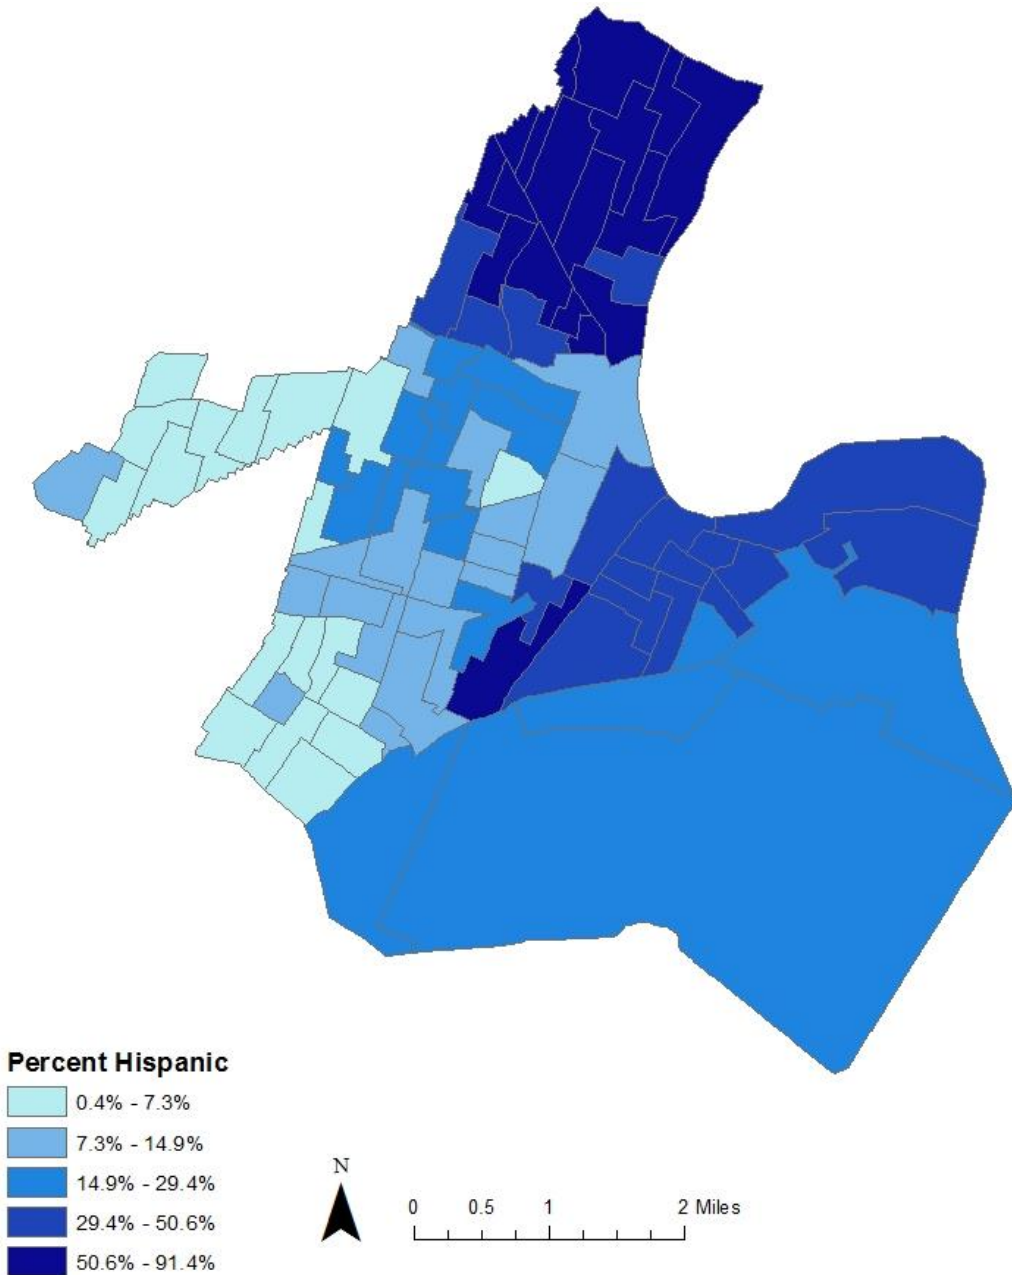 Percent Hispanic
0.4% - 7.3%
7.3% - 14.9%
14.9% - 29.4%
29.4% - 50.6%
50.6% - 91.4%
N
0 0.5 1 2 Miles